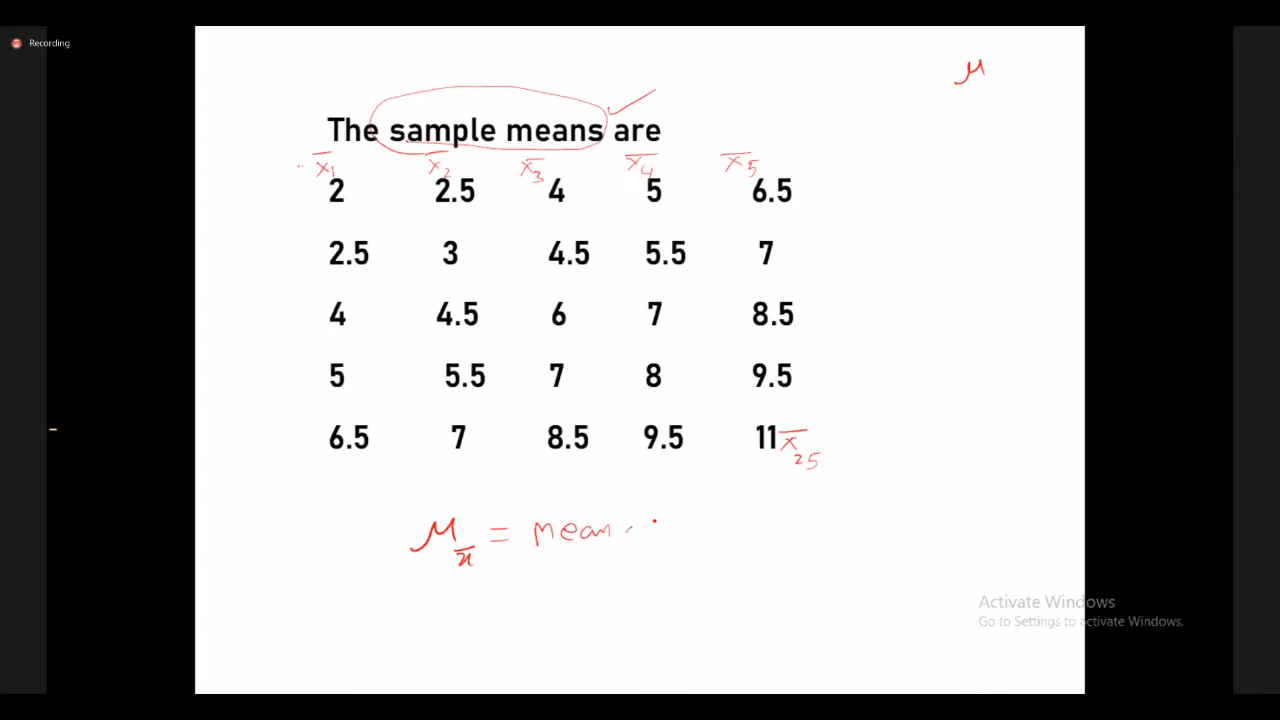 Recording
μ
The sample means are
x̄1 x̄2 x̄3 x̄4 x̄5
2 2.5 4 5 6.5
2.5 3 4.5 5.5 7
4 4.5 6 7 8.5
5 5.5 7 8 9.5
6.5 7 8.5 9.5 11 x̄25
μx̄ = mean
Activate Windows
Go to Settings to activate Windows.